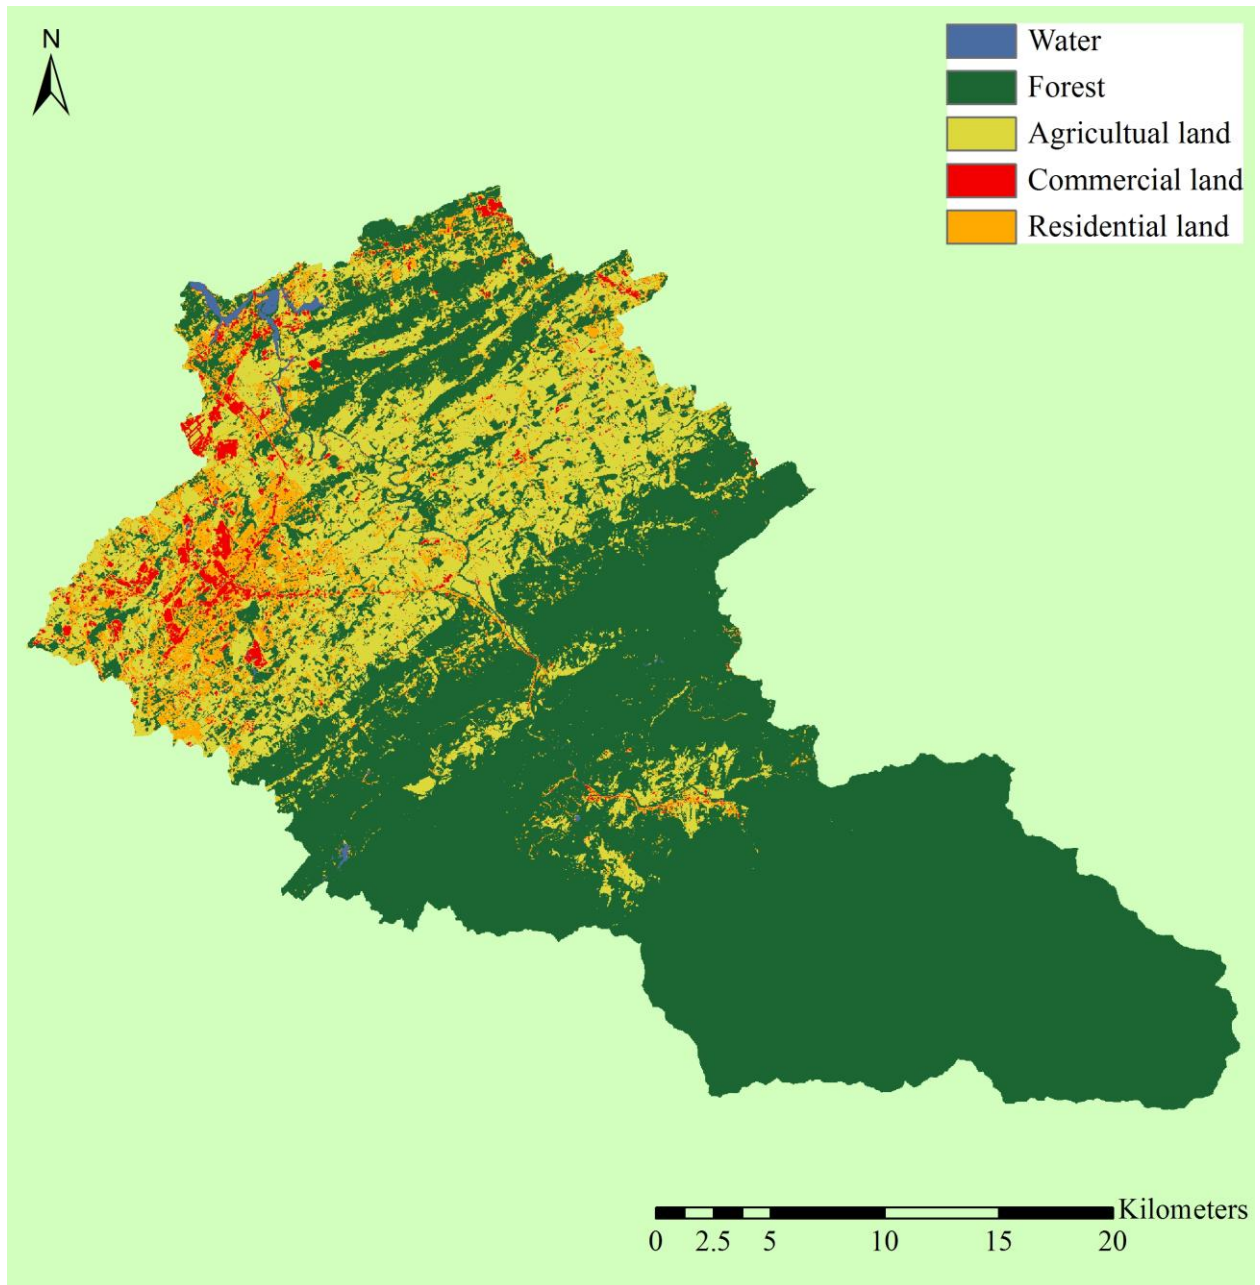 N
Water
Forest
Agricultual land
Commercial land
Residential land
Kilometers
0 2.5 5 10 15 20